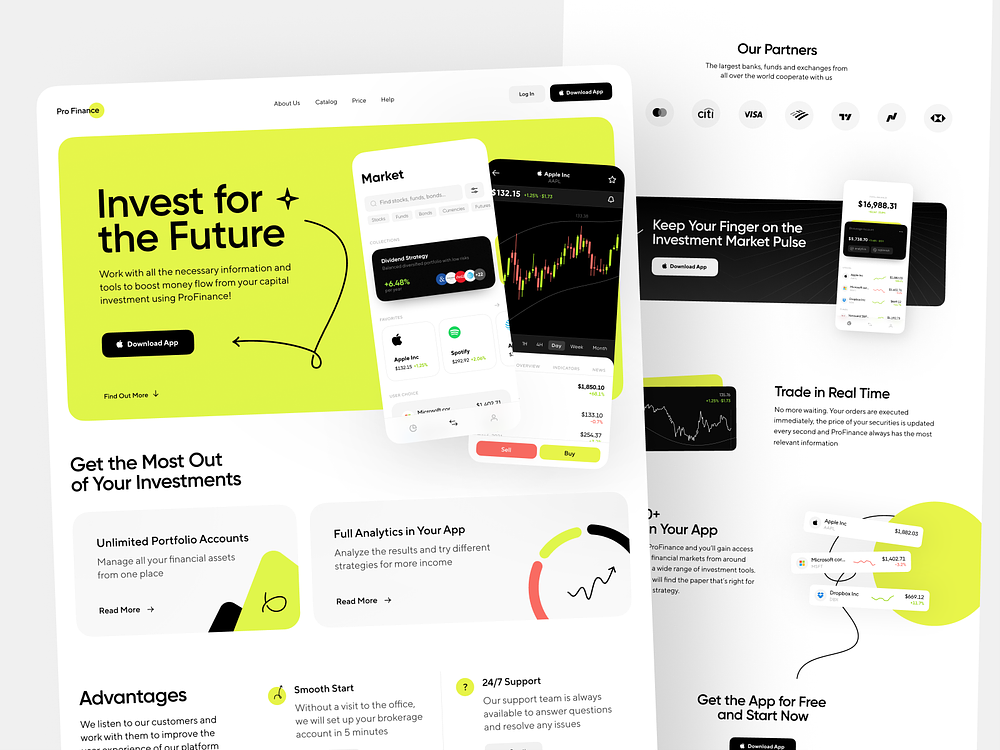 Pro Finance
About Us
Catalog
Price
Help
Log In
Download App
Invest for
the Future
Work with all the necessary information and
tools to boost money flow from your capital
investment using ProFinance!
Download App
Find Out More
Market
Find stocks, funds, bonds...
Stocks
Funds
Bonds
Currencies
Futures
COLLECTIONS
Dividend Strategy
Balanced diversified portfolio with low risks
+6.48%
per year
+22
FAVORITES
Apple Inc
$132.15 +1.25%
Spotify
$292.92 +2.04%
USER CHOICE
Microsoft cor...
$1,402.71
Apple Inc
AAPL
$132.15
+1.25% · $1.73
1H
4H
Day
Week
Month
OVERVIEW
INDICATORS
NEWS
$1,850.10
+68.1%
$133.10
-0.7%
$254.37
Sell
Buy
Get the Most Out
of Your Investments
Unlimited Portfolio Accounts
Manage all your financial assets
from one place
Read More
Full Analytics in Your App
Analyze the results and try different
strategies for more income
Read More
Advantages
We listen to our customers and
work with them to improve the
user experience of our platform
Smooth Start
Without a visit to the office,
we will set up your brokerage
account in 5 minutes
?
24/7 Support
Our support team is always
available to answer questions
and resolve any issues
Our Partners
The largest banks, funds and exchanges from
all over the world cooperate with us
citi
VISA
Keep Your Finger on the
Investment Market Pulse
Download App
$16,988.31
$5,738.70
Apple Inc
Microsoft cor...
Dropbox Inc
Trade in Real Time
No more waiting. Your orders are executed
immediately, the price of your securities is updated
every second and ProFinance always has the most
relevant information
0+
n Your App
ProFinance and you'll gain access
financial markets from around
a wide range of investment tools.
will find the paper that's right for
strategy.
Apple Inc
AAPL
$1,882.03
Microsoft cor...
MSFT
$1,402.71
-3.2%
Dropbox Inc
DBX
$669.12
+22.7%
Get the App for Free
and Start Now
Download App